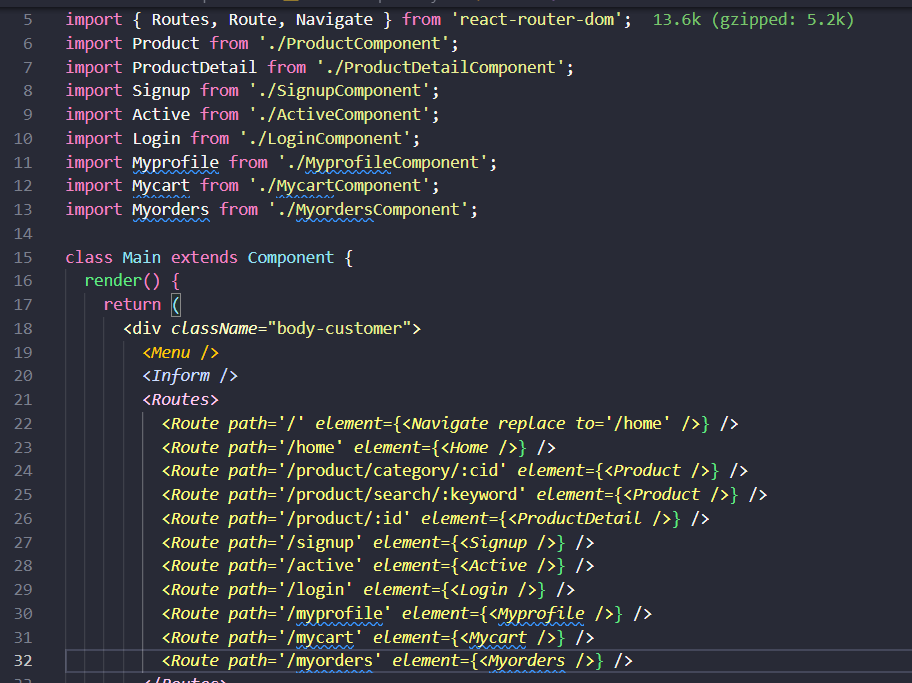 5 import { Routes, Route, Navigate } from 'react-router-dom'; 13.6k (gzipped: 5.2k)
6 import Product from './ProductComponent';
7 import ProductDetail from './ProductDetailComponent';
8 import Signup from './SignupComponent';
9 import Active from './ActiveComponent';
10 import Login from './LoginComponent';
11 import Myprofile from './MyprofileComponent';
12 import Mycart from './MycartComponent';
13 import Myorders from './MyordersComponent';
14
15 class Main extends Component {
16 render() {
17 return (
18 <div className="body-customer">
19 <Menu />
20 <Inform />
21 <Routes>
22 <Route path='/' element={<Navigate replace to='/home' />} />
23 <Route path='/home' element={<Home />} />
24 <Route path='/product/category/:cid' element={<Product />} />
25 <Route path='/product/search/:keyword' element={<Product />} />
26 <Route path='/product/:id' element={<ProductDetail />} />
27 <Route path='/signup' element={<Signup />} />
28 <Route path='/active' element={<Active />} />
29 <Route path='/login' element={<Login />} />
30 <Route path='/myprofile' element={<Myprofile />} />
31 <Route path='/mycart' element={<Mycart />} />
32 <Route path='/myorders' element={<Myorders />} />
33 </Routes>